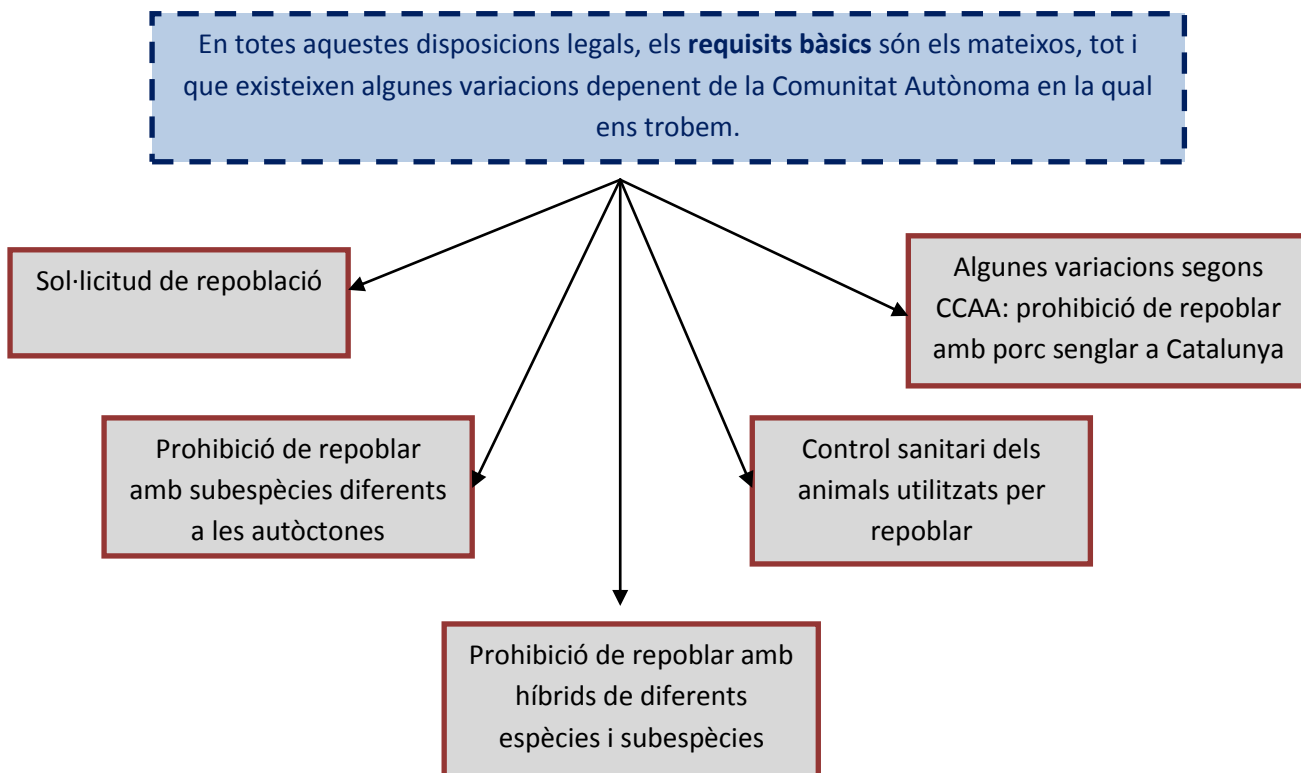 En totes aquestes disposicions legals, els requisits bàsics són els mateixos, tot i
que existeixen algunes variacions depenent de la Comunitat Autònoma en la qual
ens trobem.
Sol·licitud de repoblació
Algunes variacions segons
CCAA: prohibició de repoblar
amb porc senglar a Catalunya
Prohibició de repoblar
amb subespècies diferents
a les autòctones
Control sanitari dels
animals utilitzats per
repoblar
Prohibició de repoblar amb
híbrids de diferents
espècies i subespècies